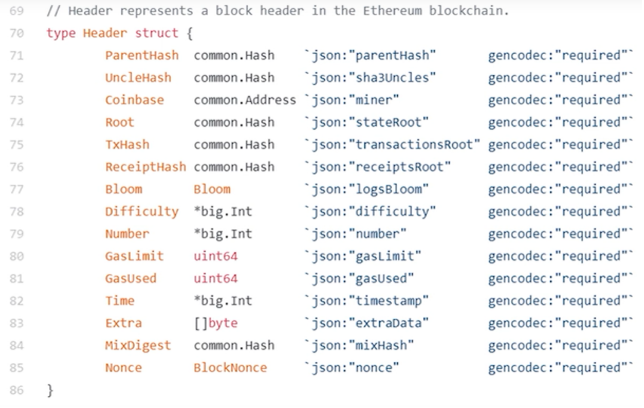 69 // Header represents a block header in the Ethereum blockchain.
70 type Header struct {
71 ParentHash common.Hash `json:"parentHash" gencodec:"required"`
72 UncleHash common.Hash `json:"sha3Uncles" gencodec:"required"`
73 Coinbase common.Address `json:"miner" gencodec:"required"`
74 Root common.Hash `json:"stateRoot" gencodec:"required"`
75 TxHash common.Hash `json:"transactionsRoot" gencodec:"required"`
76 ReceiptHash common.Hash `json:"receiptsRoot" gencodec:"required"`
77 Bloom Bloom `json:"logsBloom" gencodec:"required"`
78 Difficulty *big.Int `json:"difficulty" gencodec:"required"`
79 Number *big.Int `json:"number" gencodec:"required"`
80 GasLimit uint64 `json:"gasLimit" gencodec:"required"`
81 GasUsed uint64 `json:"gasUsed" gencodec:"required"`
82 Time *big.Int `json:"timestamp" gencodec:"required"`
83 Extra []byte `json:"extraData" gencodec:"required"`
84 MixDigest common.Hash `json:"mixHash" gencodec:"required"`
85 Nonce BlockNonce `json:"nonce" gencodec:"required"`
86 }